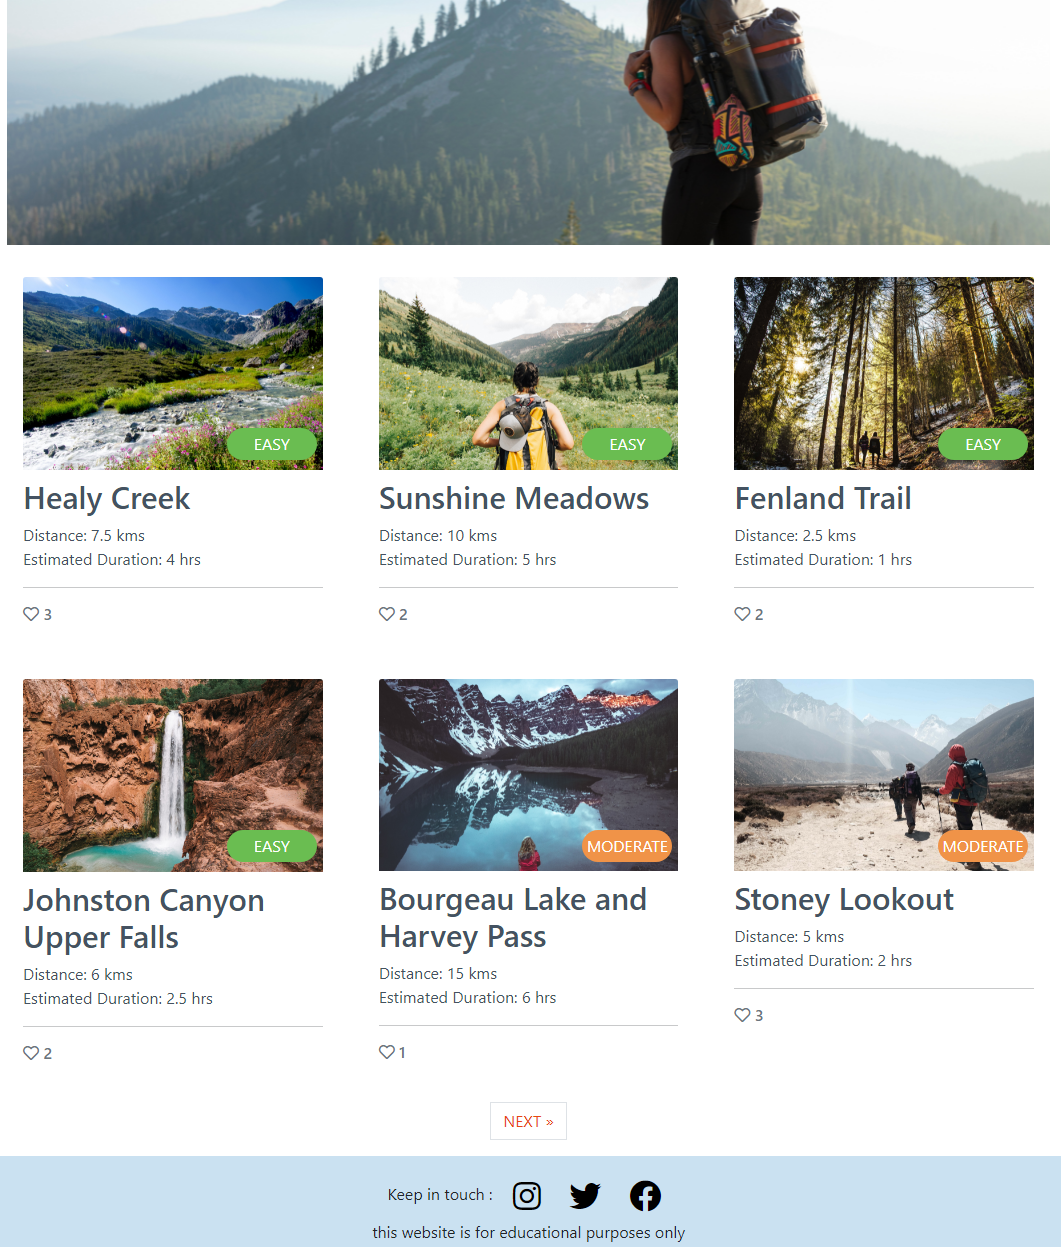 EASY
Healy Creek
Distance: 7.5 kms
Estimated Duration: 4 hrs
3
EASY
Sunshine Meadows
Distance: 10 kms
Estimated Duration: 5 hrs
2
EASY
Fenland Trail
Distance: 2.5 kms
Estimated Duration: 1 hrs
2
EASY
Johnston Canyon
Upper Falls
Distance: 6 kms
Estimated Duration: 2.5 hrs
2
MODERATE
Bourgeau Lake and
Harvey Pass
Distance: 15 kms
Estimated Duration: 6 hrs
1
MODERATE
Stoney Lookout
Distance: 5 kms
Estimated Duration: 2 hrs
3
NEXT »
Keep in touch :
this website is for educational purposes only